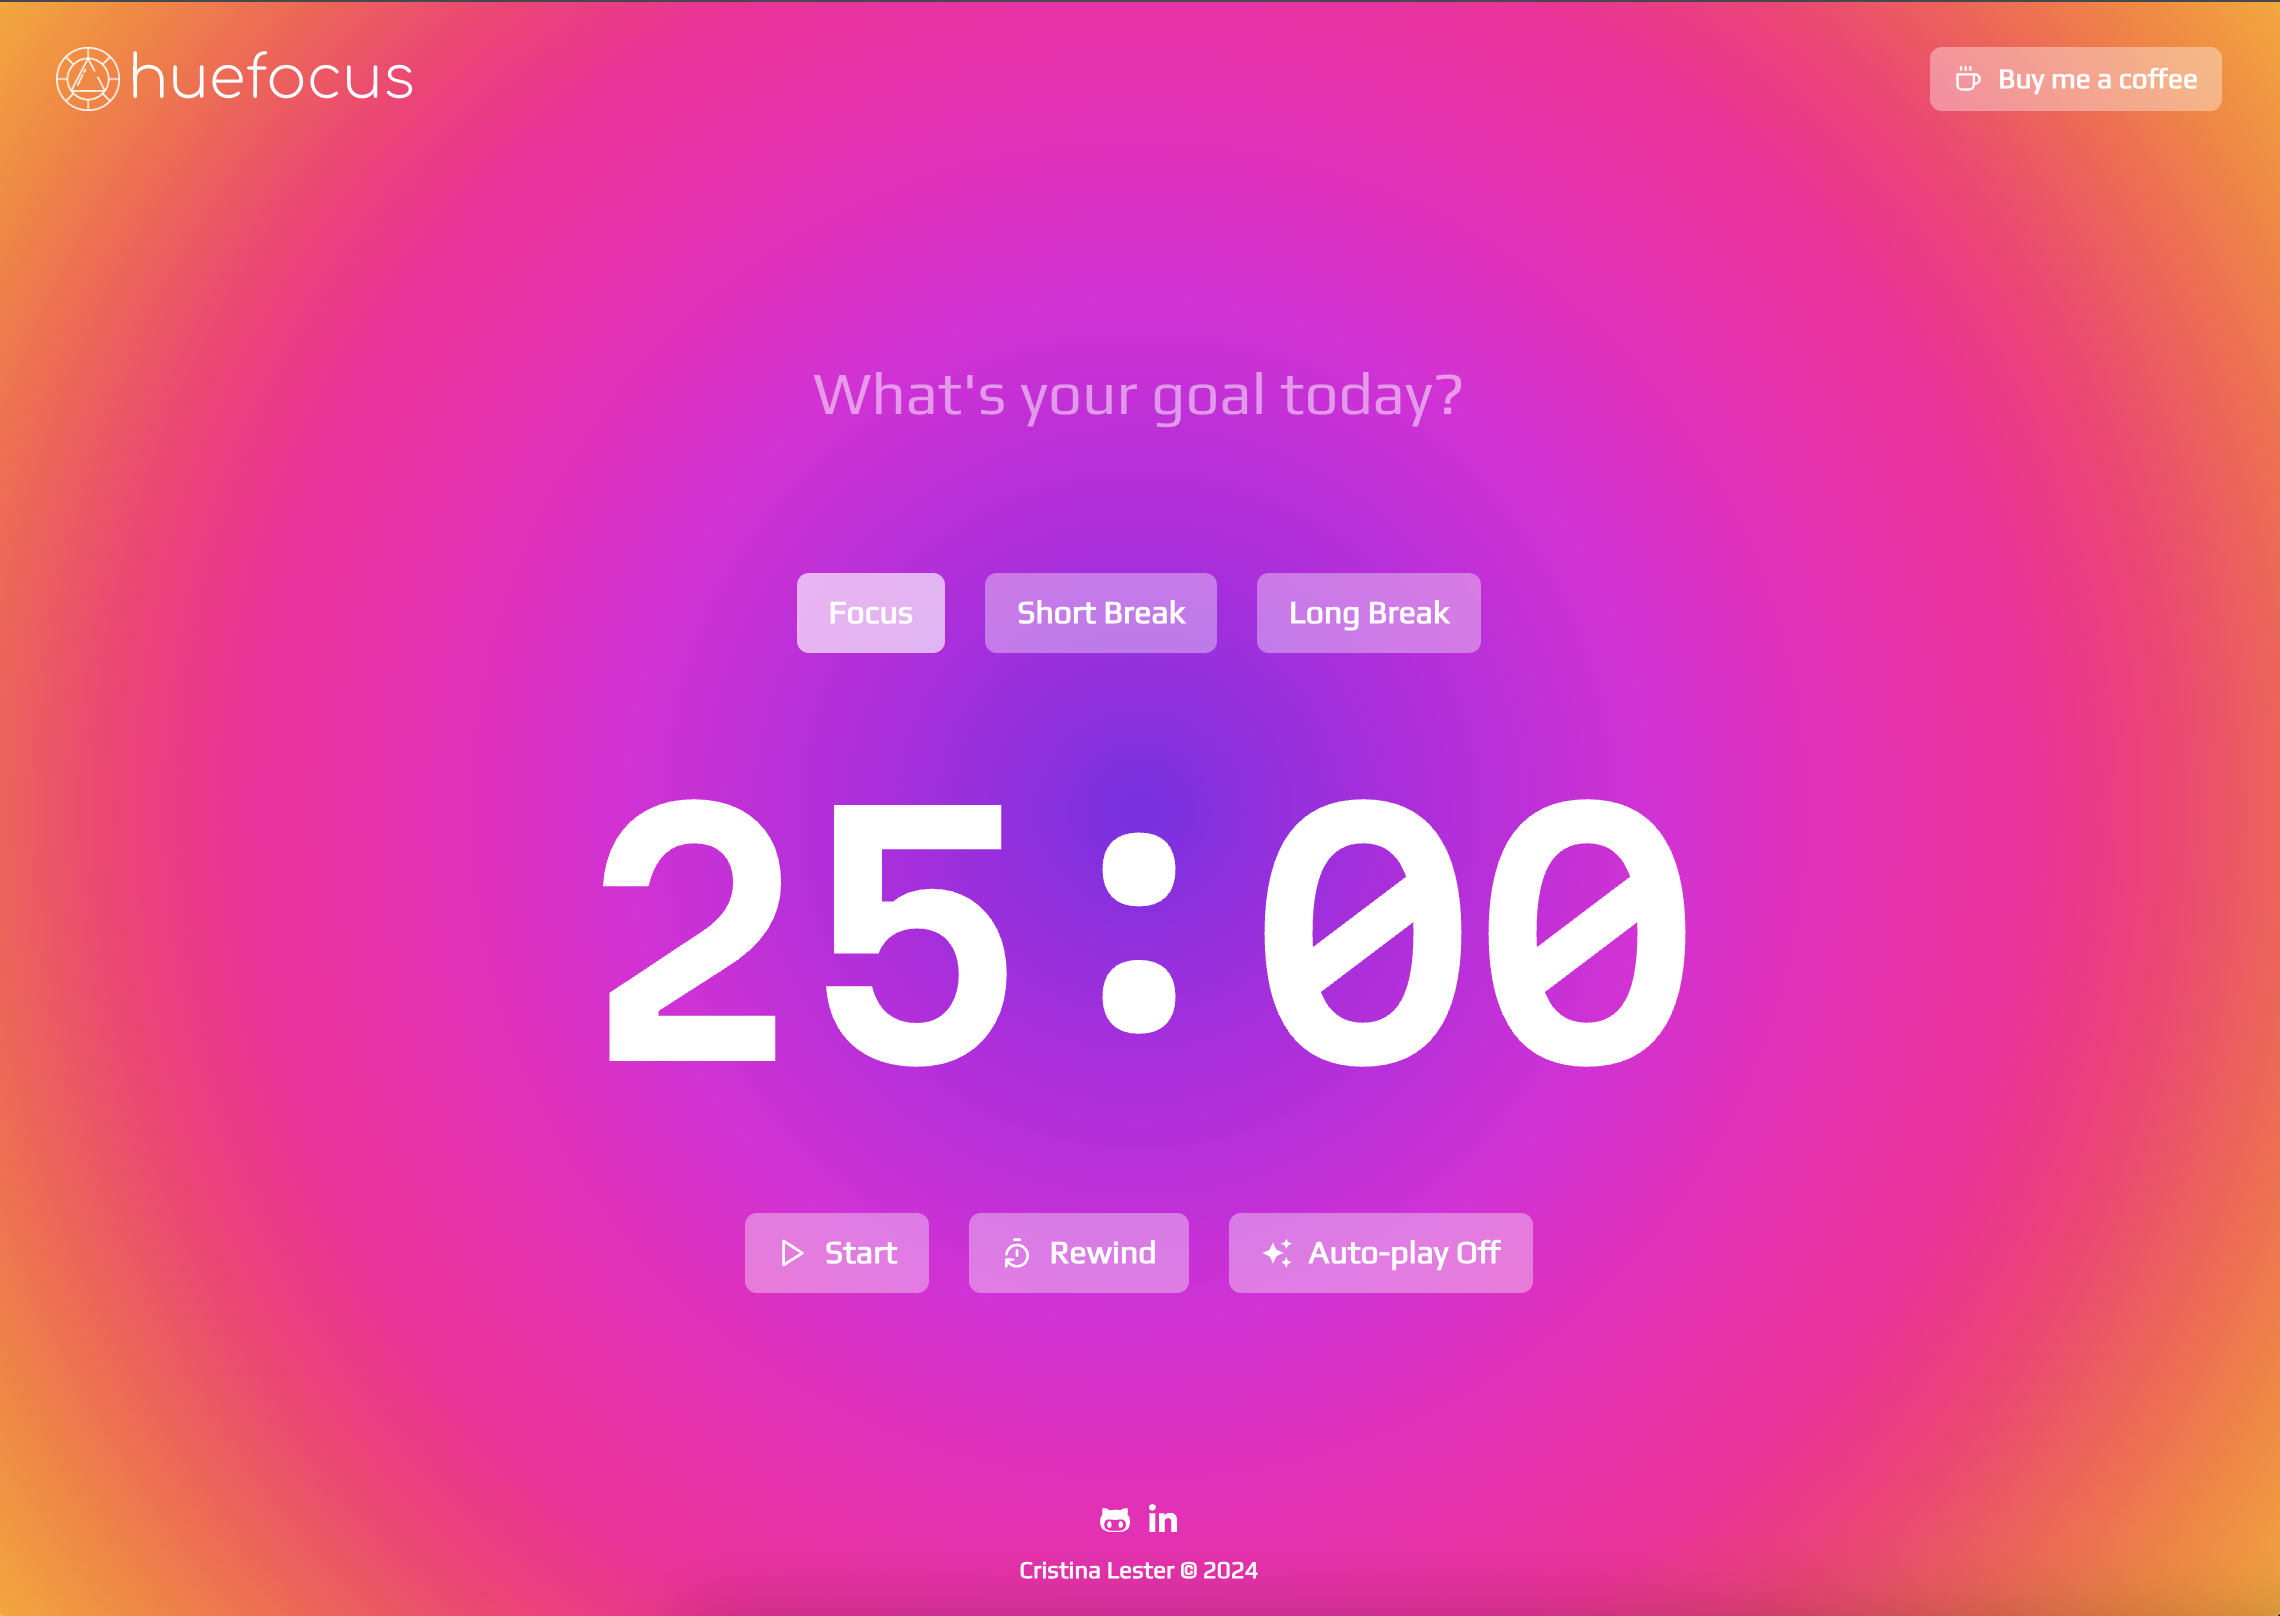 huefocus
Buy me a coffee
What's your goal today?
Focus
Short Break
Long Break
25:00
Start
Rewind
Auto-play Off
in
Cristina Lester © 2024